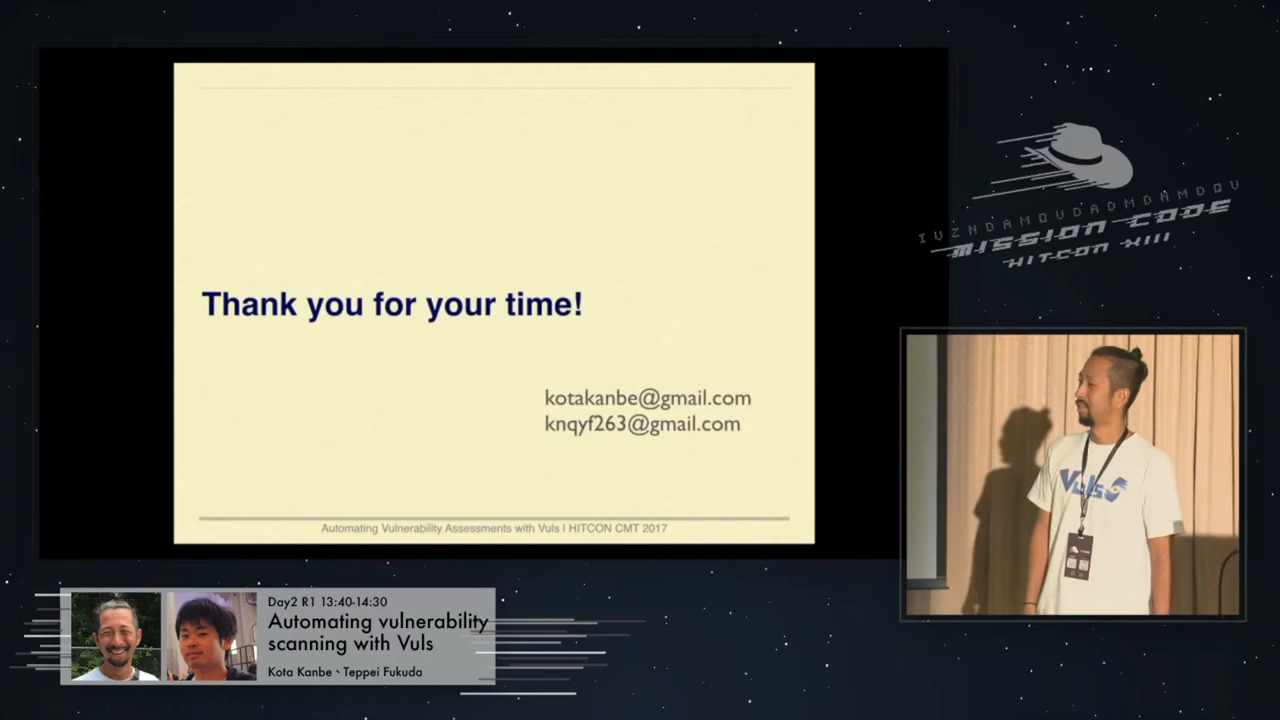 Thank you for your time!
kotakanbe@gmail.com
knqyf263@gmail.com
Automating Vulnerability Assessments with Vuls | HITCON CMT 2017
IVZNDAMQVDADMDNMDQV
MISSION CODE
HITCON XIII
Vuls
Day2 R1 13:40-14:30
Automating vulnerability
scanning with Vuls
Kota Kanbe、Teppei Fukuda